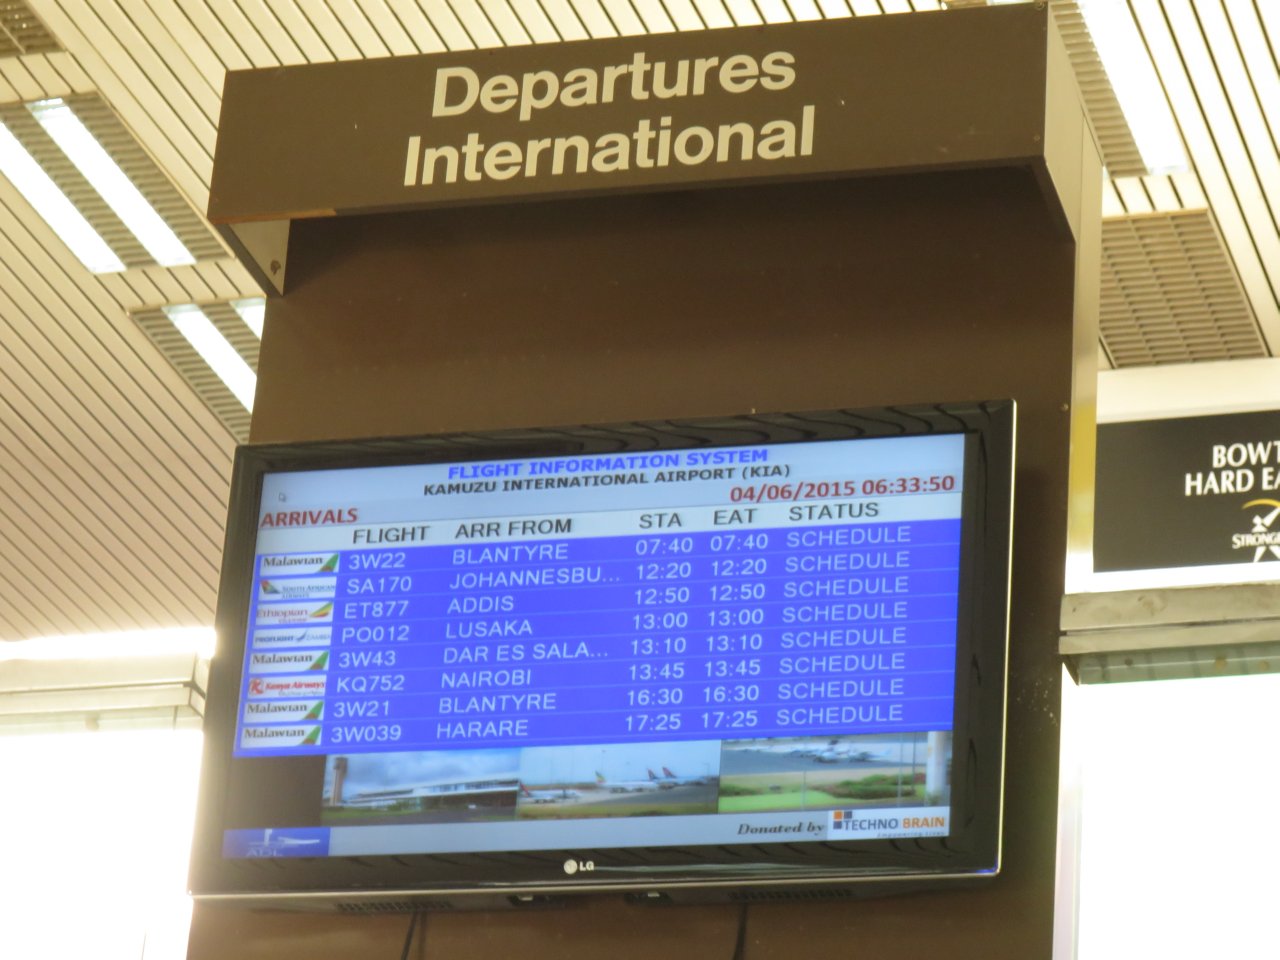 Departures
International
FLIGHT INFORMATION SYSTEM
KAMUZU INTERNATIONAL AIRPORT (KIA)
04/06/2015 06:33:50
ARRIVALS
FLIGHT ARR FROM STA EAT STATUS
Malawian 3W22 BLANTYRE 07:40 07:40 SCHEDULE
SOUTH AFRICAN SA170 JOHANNESBU... 12:20 12:20 SCHEDULE
Ethiopian ET877 ADDIS 12:50 12:50 SCHEDULE
PROFLIGHT PO012 LUSAKA 13:00 13:00 SCHEDULE
Malawian 3W43 DAR ES SALA... 13:10 13:10 SCHEDULE
Kenya Airways KQ752 NAIROBI 13:45 13:45 SCHEDULE
Malawian 3W21 BLANTYRE 16:30 16:30 SCHEDULE
Malawian 3W039 HARARE 17:25 17:25 SCHEDULE
ADL
Donated by TECHNO BRAIN
LG
BOWT
HARD EA
STRONG